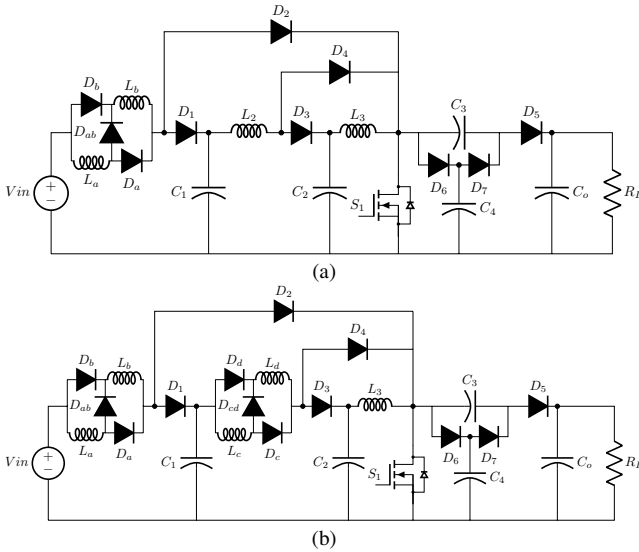 D2
D4
Db Lb D1 L2 D3 L3 C3 D5
Dab
Vin + − La Da C1 C2 S1 D6 D7 C4 Co
(a)
D2
D4
Db Lb D1 Dd Ld D3 L3 C3 D5
Dab Dcd
Vin + − La Da C1 Lc Dc C2 S1 D6 D7 C4 Co
(b)